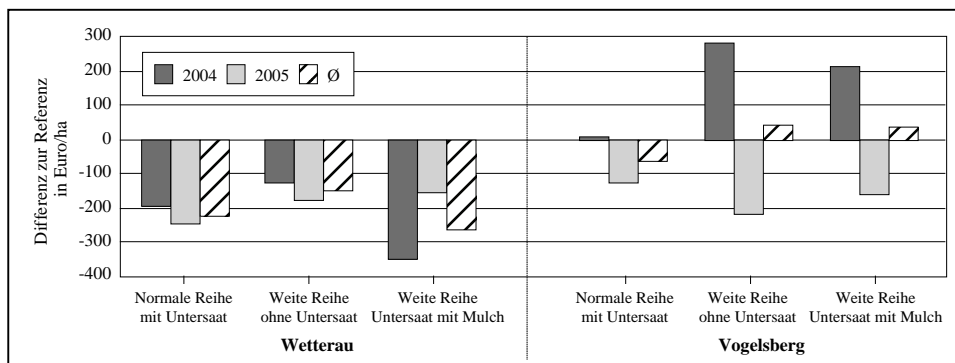 Differenz zur Referenz
in Euro/ha
300
200
100
0
-100
-200
-300
-400
2004 2005 Ø
Normale Reihe
mit Untersaat
Weite Reihe
ohne Untersaat
Weite Reihe
Untersaat mit Mulch
Normale Reihe
mit Untersaat
Weite Reihe
ohne Untersaat
Weite Reihe
Untersaat mit Mulch
Wetterau
Vogelsberg